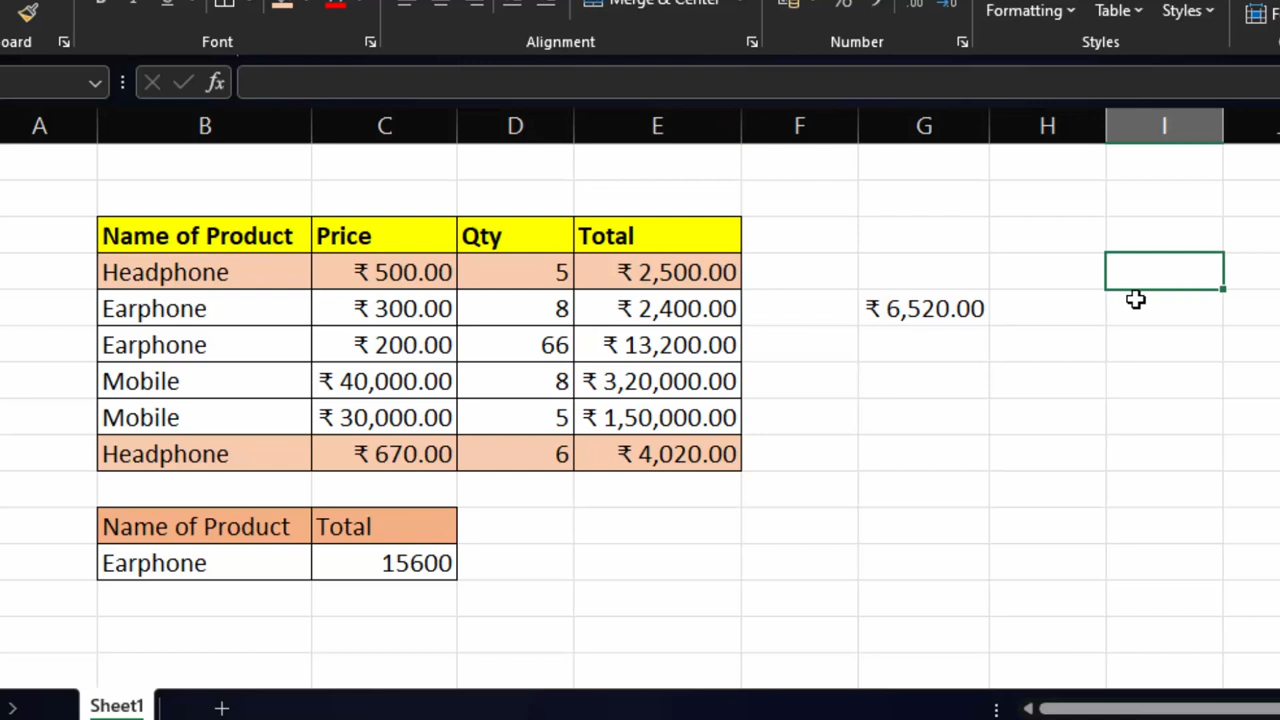 Merge & Center
Formatting Table Styles
oard Font Alignment Number Styles
fx
A B C D E F G H I
Name of Product Price Qty Total
Headphone ₹ 500.00 5 ₹ 2,500.00
Earphone ₹ 300.00 8 ₹ 2,400.00 ₹ 6,520.00
Earphone ₹ 200.00 66 ₹ 13,200.00
Mobile ₹ 40,000.00 8 ₹ 3,20,000.00
Mobile ₹ 30,000.00 5 ₹ 1,50,000.00
Headphone ₹ 670.00 6 ₹ 4,020.00
Name of Product Total
Earphone 15600
Sheet1